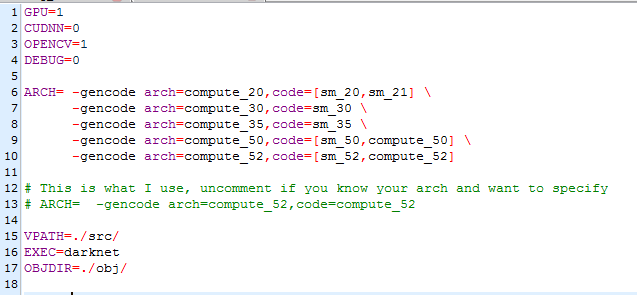 1 GPU=1
2 CUDNN=0
3 OPENCV=1
4 DEBUG=0
5
6 ARCH= -gencode arch=compute_20,code=[sm_20,sm_21] \
7       -gencode arch=compute_30,code=sm_30 \
8       -gencode arch=compute_35,code=sm_35 \
9       -gencode arch=compute_50,code=[sm_50,compute_50] \
10       -gencode arch=compute_52,code=[sm_52,compute_52]
11
12 # This is what I use, uncomment if you know your arch and want to specify
13 # ARCH=  -gencode arch=compute_52,code=compute_52
14
15 VPATH=./src/
16 EXEC=darknet
17 OBJDIR=./obj/
18